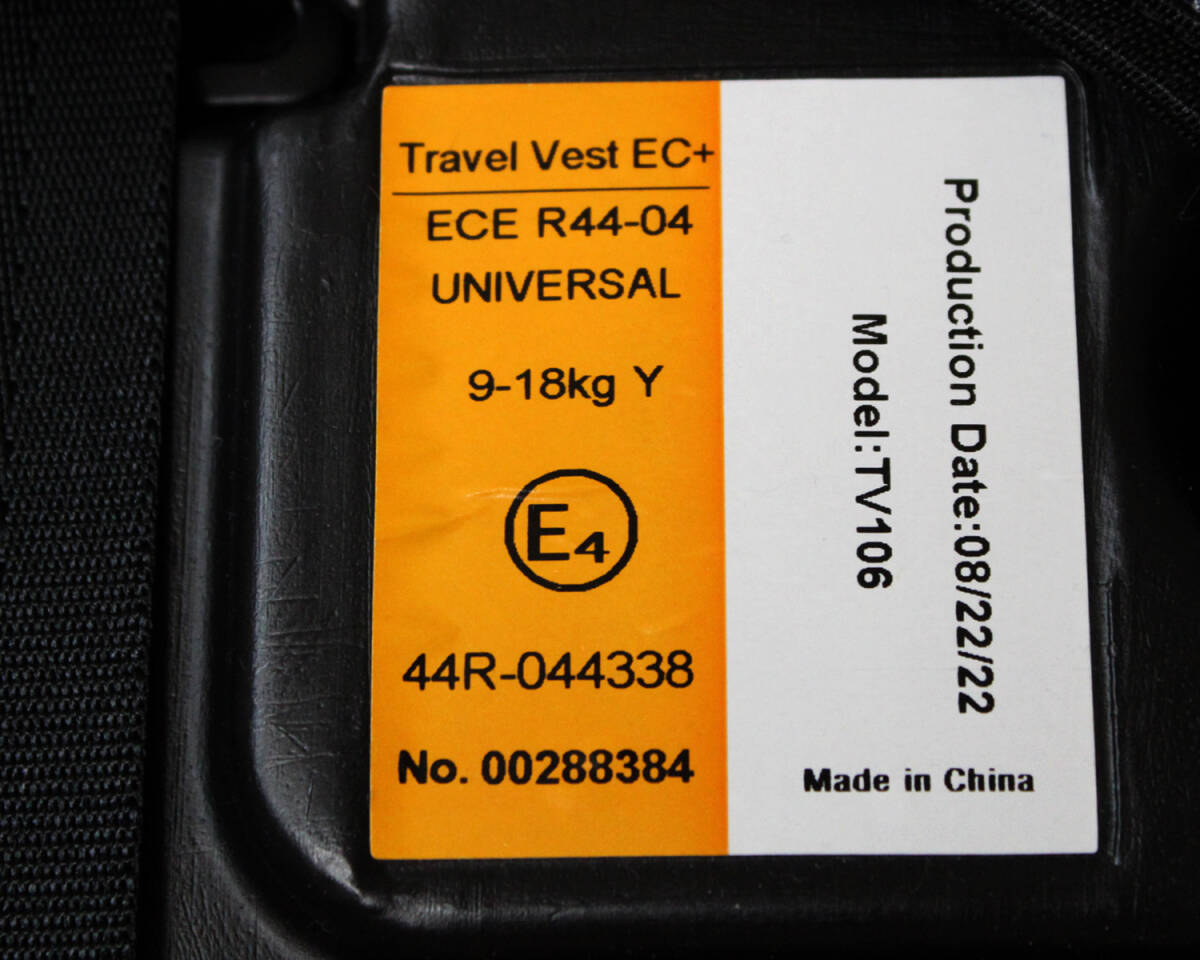 Travel Vest EC+
ECE R44-04
UNIVERSAL
9-18kg Y
E4
44R-044338
No. 00288384
Production Date:08/22/22
Model:TV106
Made in China